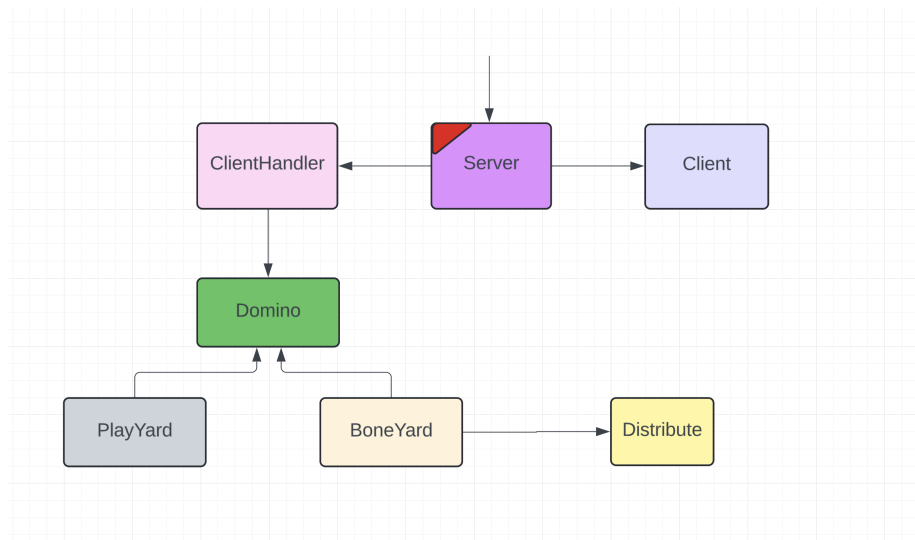 ClientHandler
Server
Client
Domino
PlayYard
BoneYard
Distribute